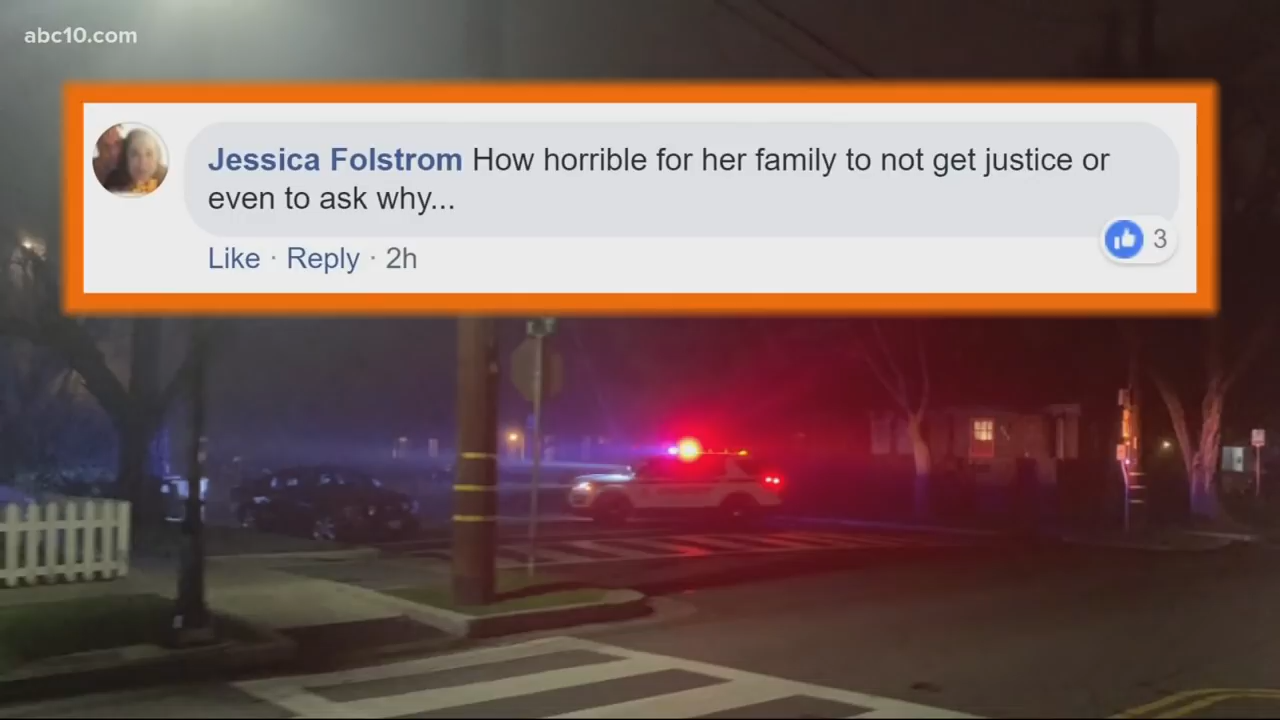 abc10.com
Jessica Folstrom How horrible for her family to not get justice or
even to ask why...
Like · Reply · 2h
3